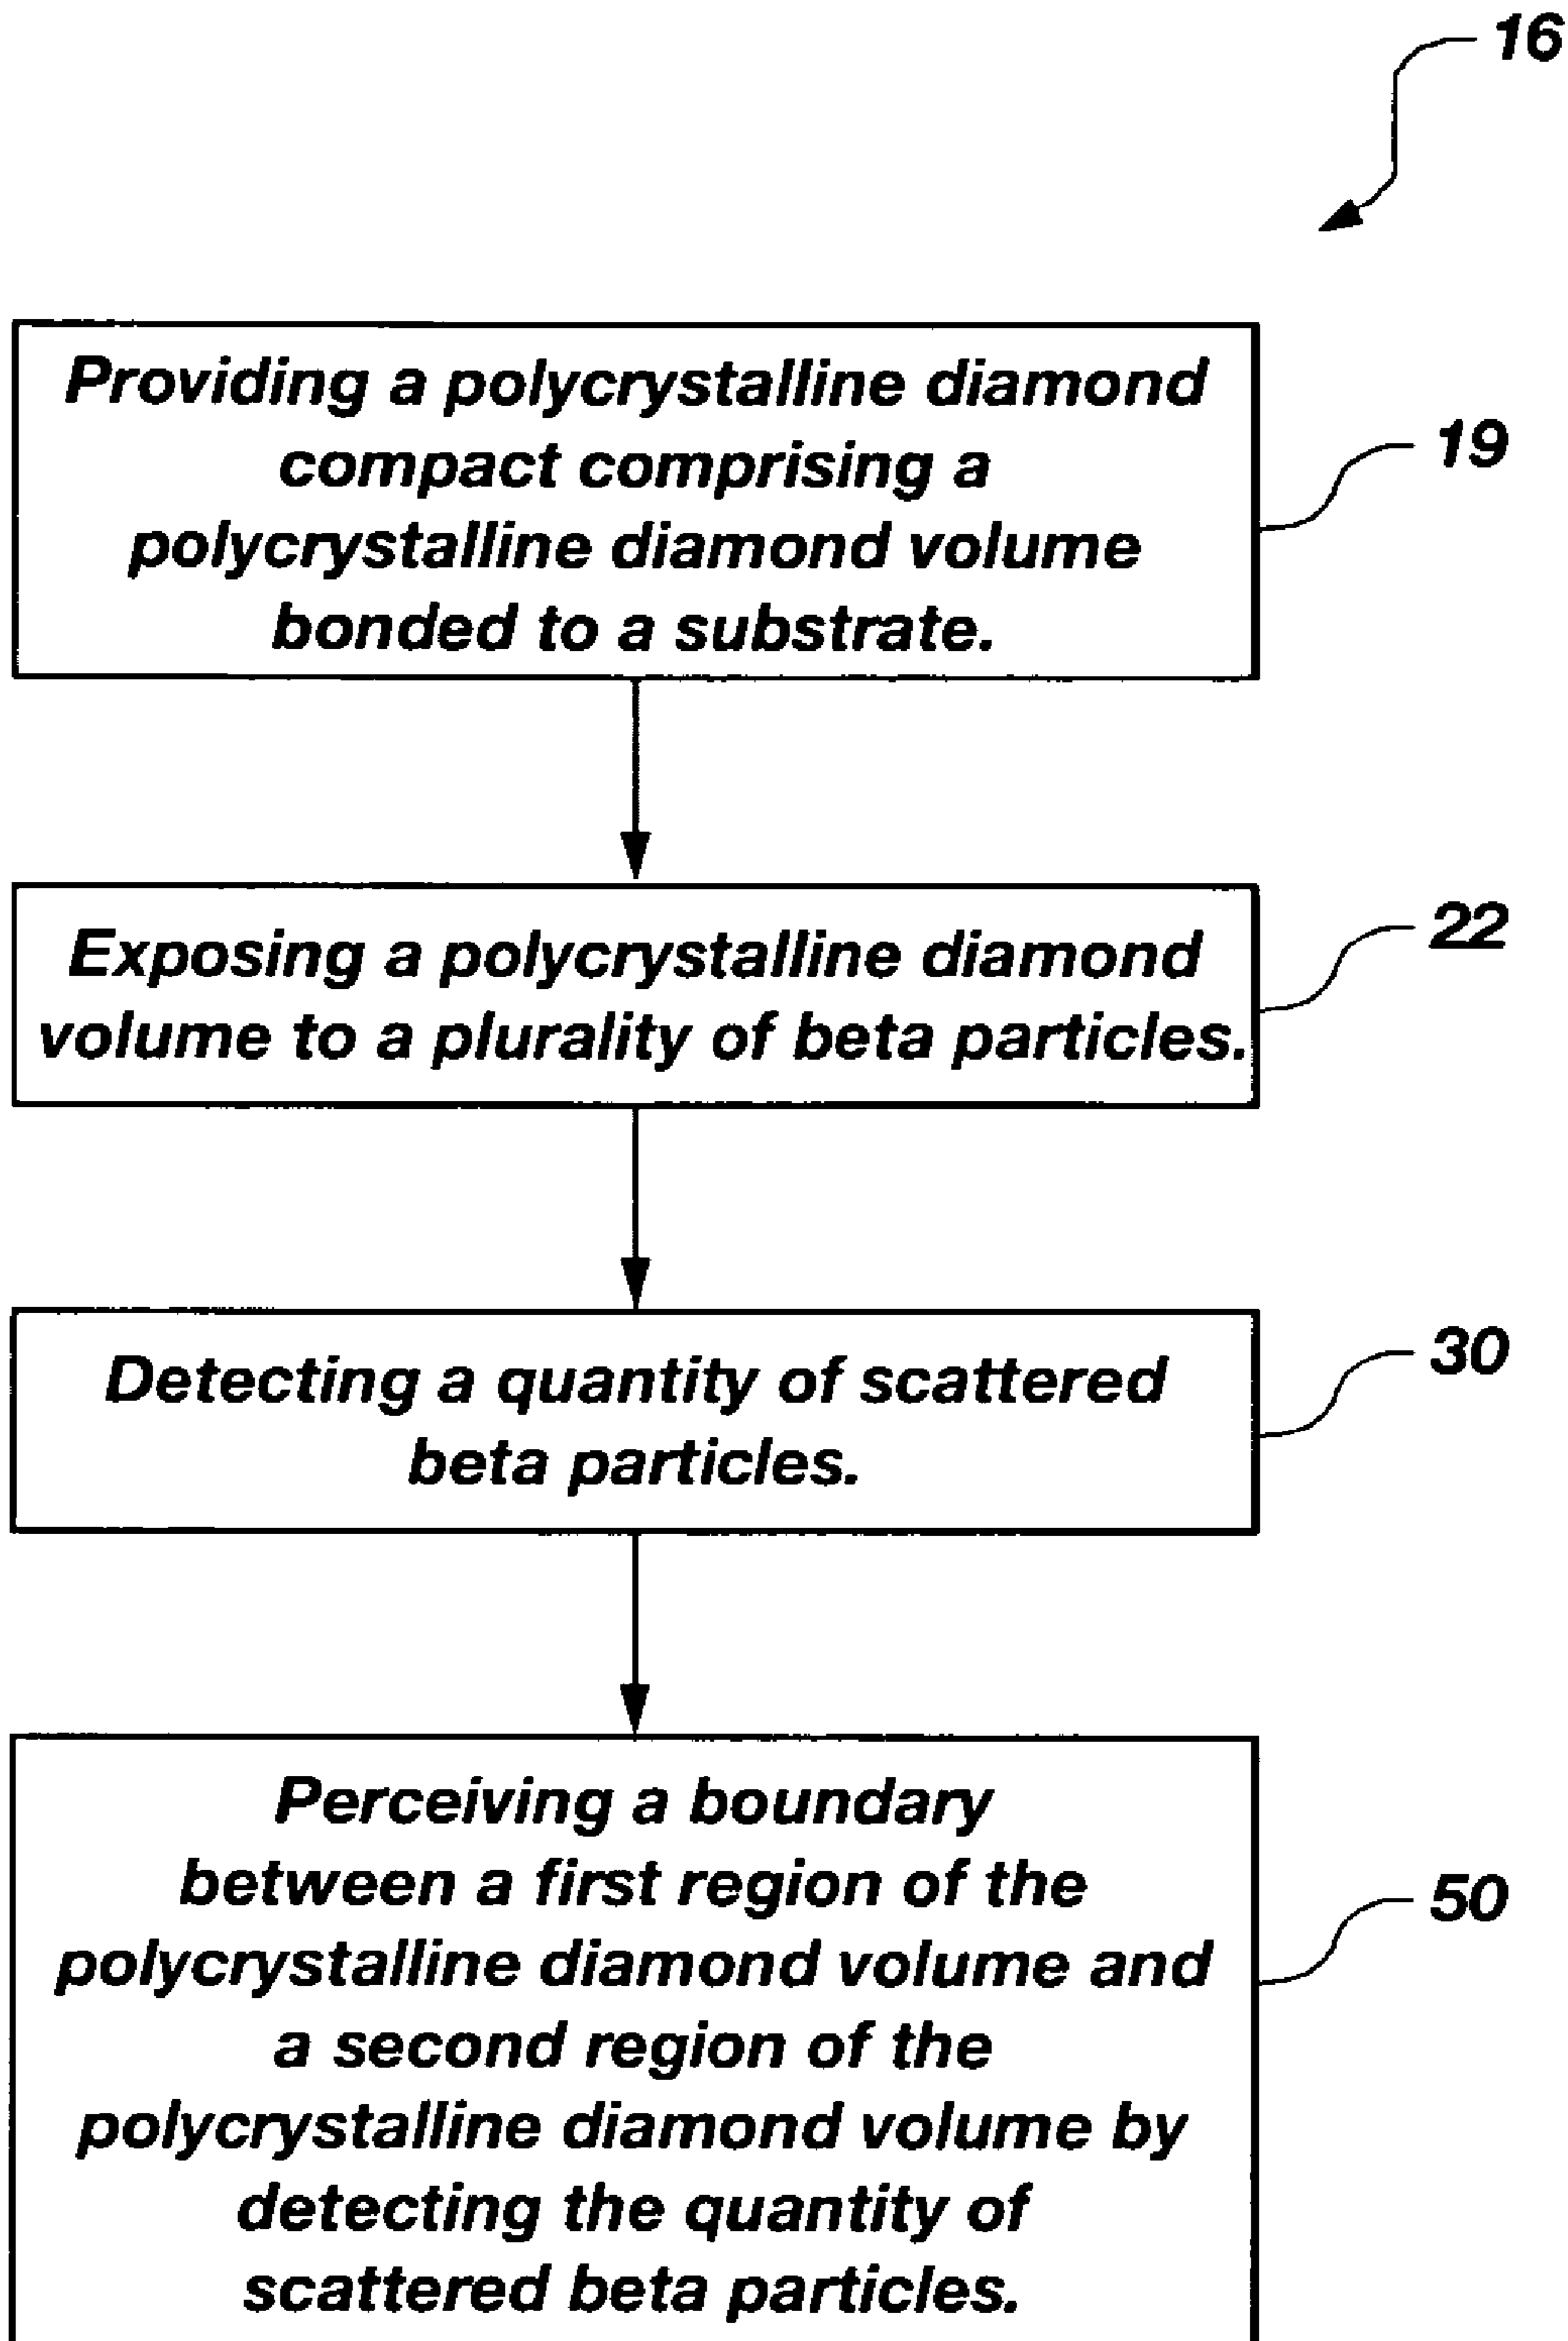 16
Providing a polycrystalline diamond
compact comprising a
polycrystalline diamond volume
bonded to a substrate.
19
Exposing a polycrystalline diamond
volume to a plurality of beta particles.
22
Detecting a quantity of scattered
beta particles.
30
Perceiving a boundary
between a first region of the
polycrystalline diamond volume and
a second region of the
polycrystalline diamond volume by
detecting the quantity of
scattered beta particles.
50